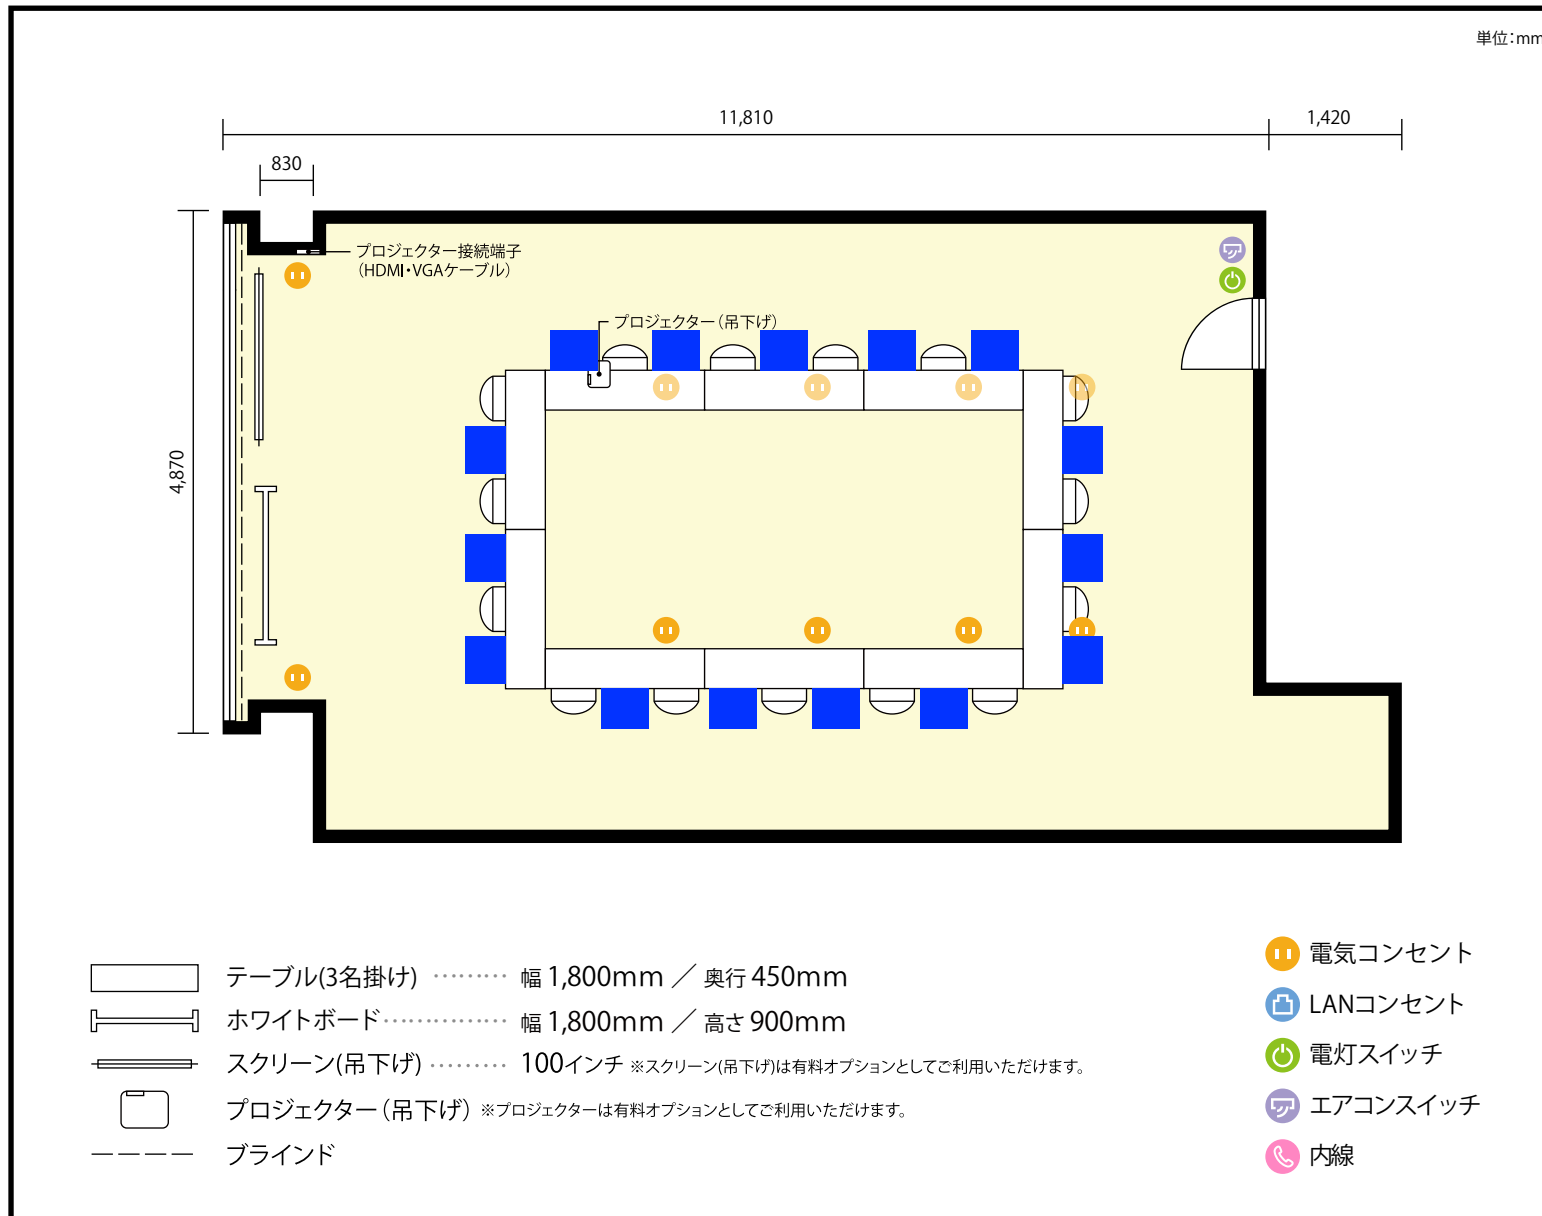 単位：mm
11,810
1,420
830
プロジェクター接続端子
（HDMI・VGAケーブル）
プロジェクター（吊下げ）
4,870
テーブル(3名掛け) ········· 幅 1,800mm ／ 奥行 450mm
ホワイトボード ··············· 幅 1,800mm ／ 高さ 900mm
スクリーン(吊下げ) ········· 100インチ ※スクリーン(吊下げ)は有料オプションとしてご利用いただけます。
プロジェクター（吊下げ） ※プロジェクターは有料オプションとしてご利用いただけます。
ブラインド
電気コンセント
LANコンセント
電灯スイッチ
エアコンスイッチ
内線